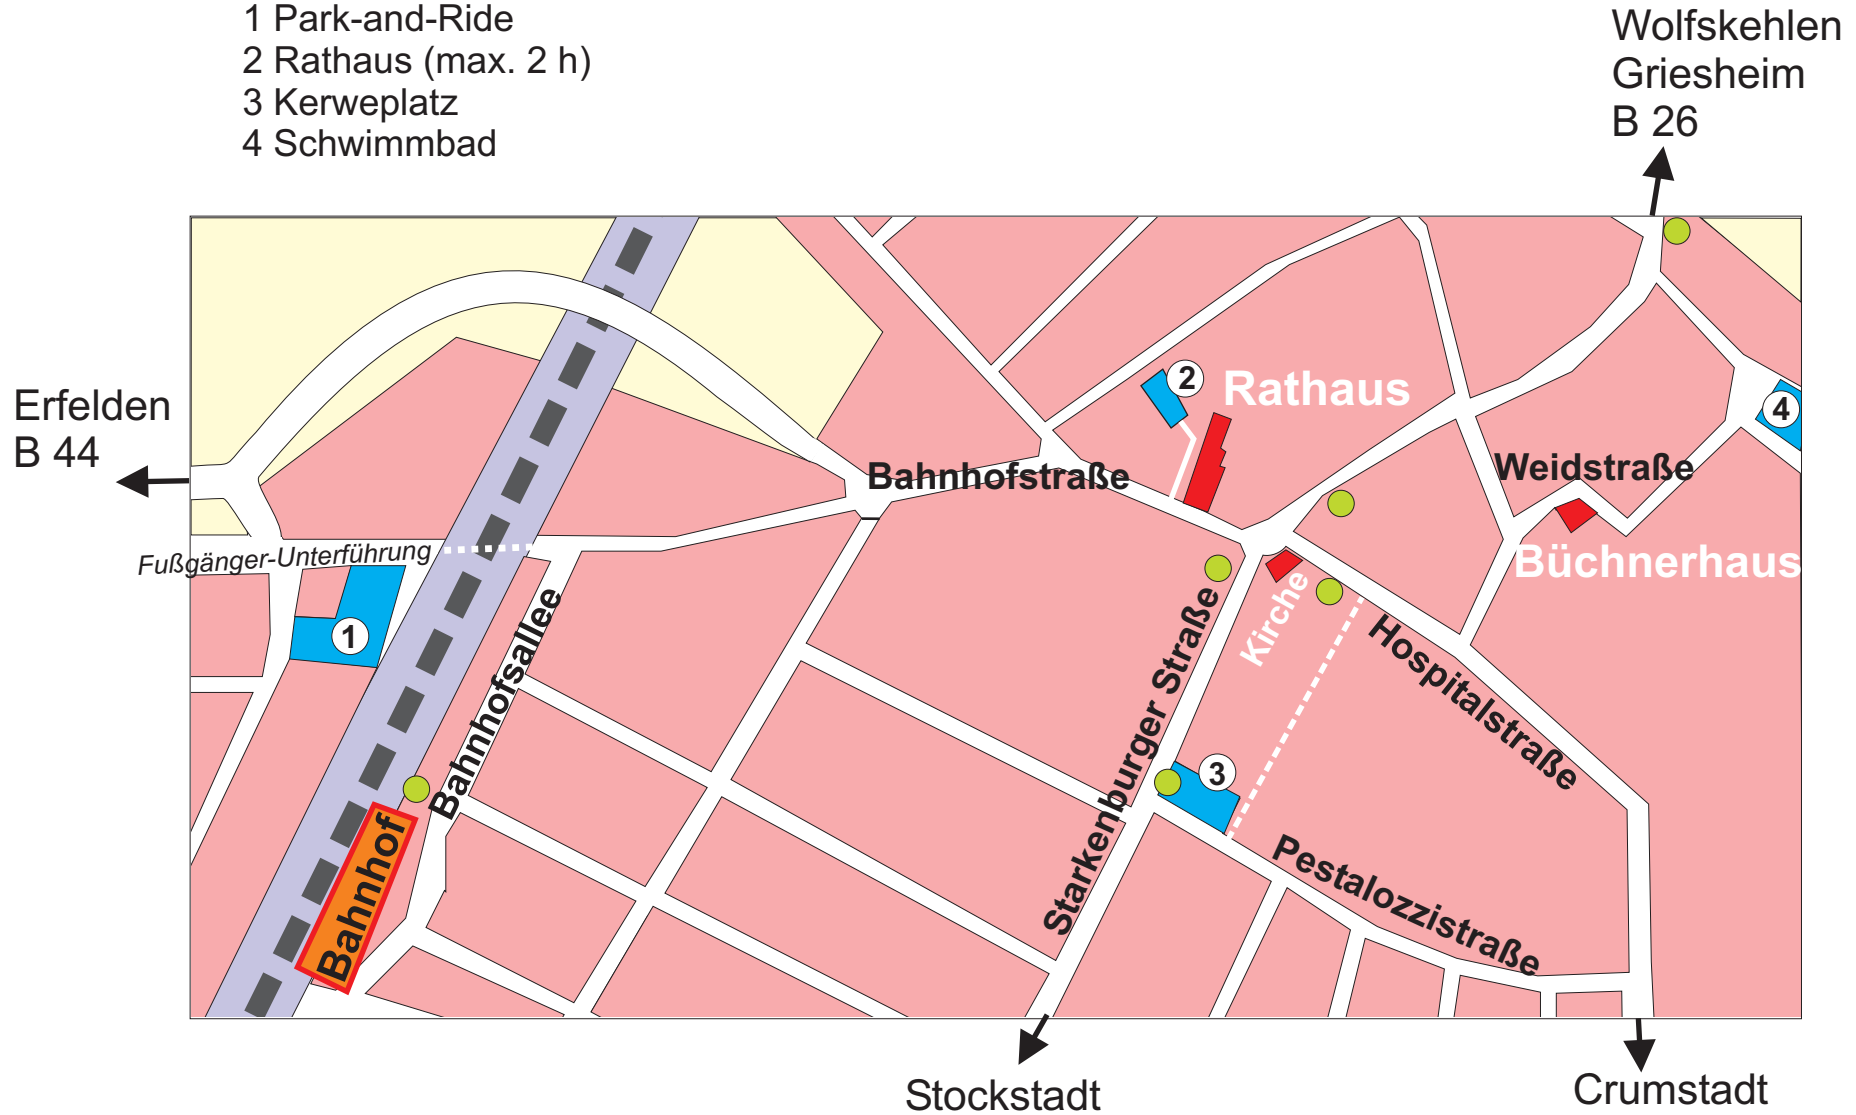 1 Park-and-Ride
2 Rathaus (max. 2 h)
3 Kerweplatz
4 Schwimmbad
Wolfskehlen
Griesheim
B 26
Erfelden
B 44
2
Rathaus
4
Bahnhofstraße
Weidstraße
Fußgänger-Unterführung
Büchnerhaus
1
Bahnhofsallee
Kirche
Starkenburger Straße
Hospitalstraße
3
Bahnhof
Pestalozzistraße
Stockstadt
Crumstadt